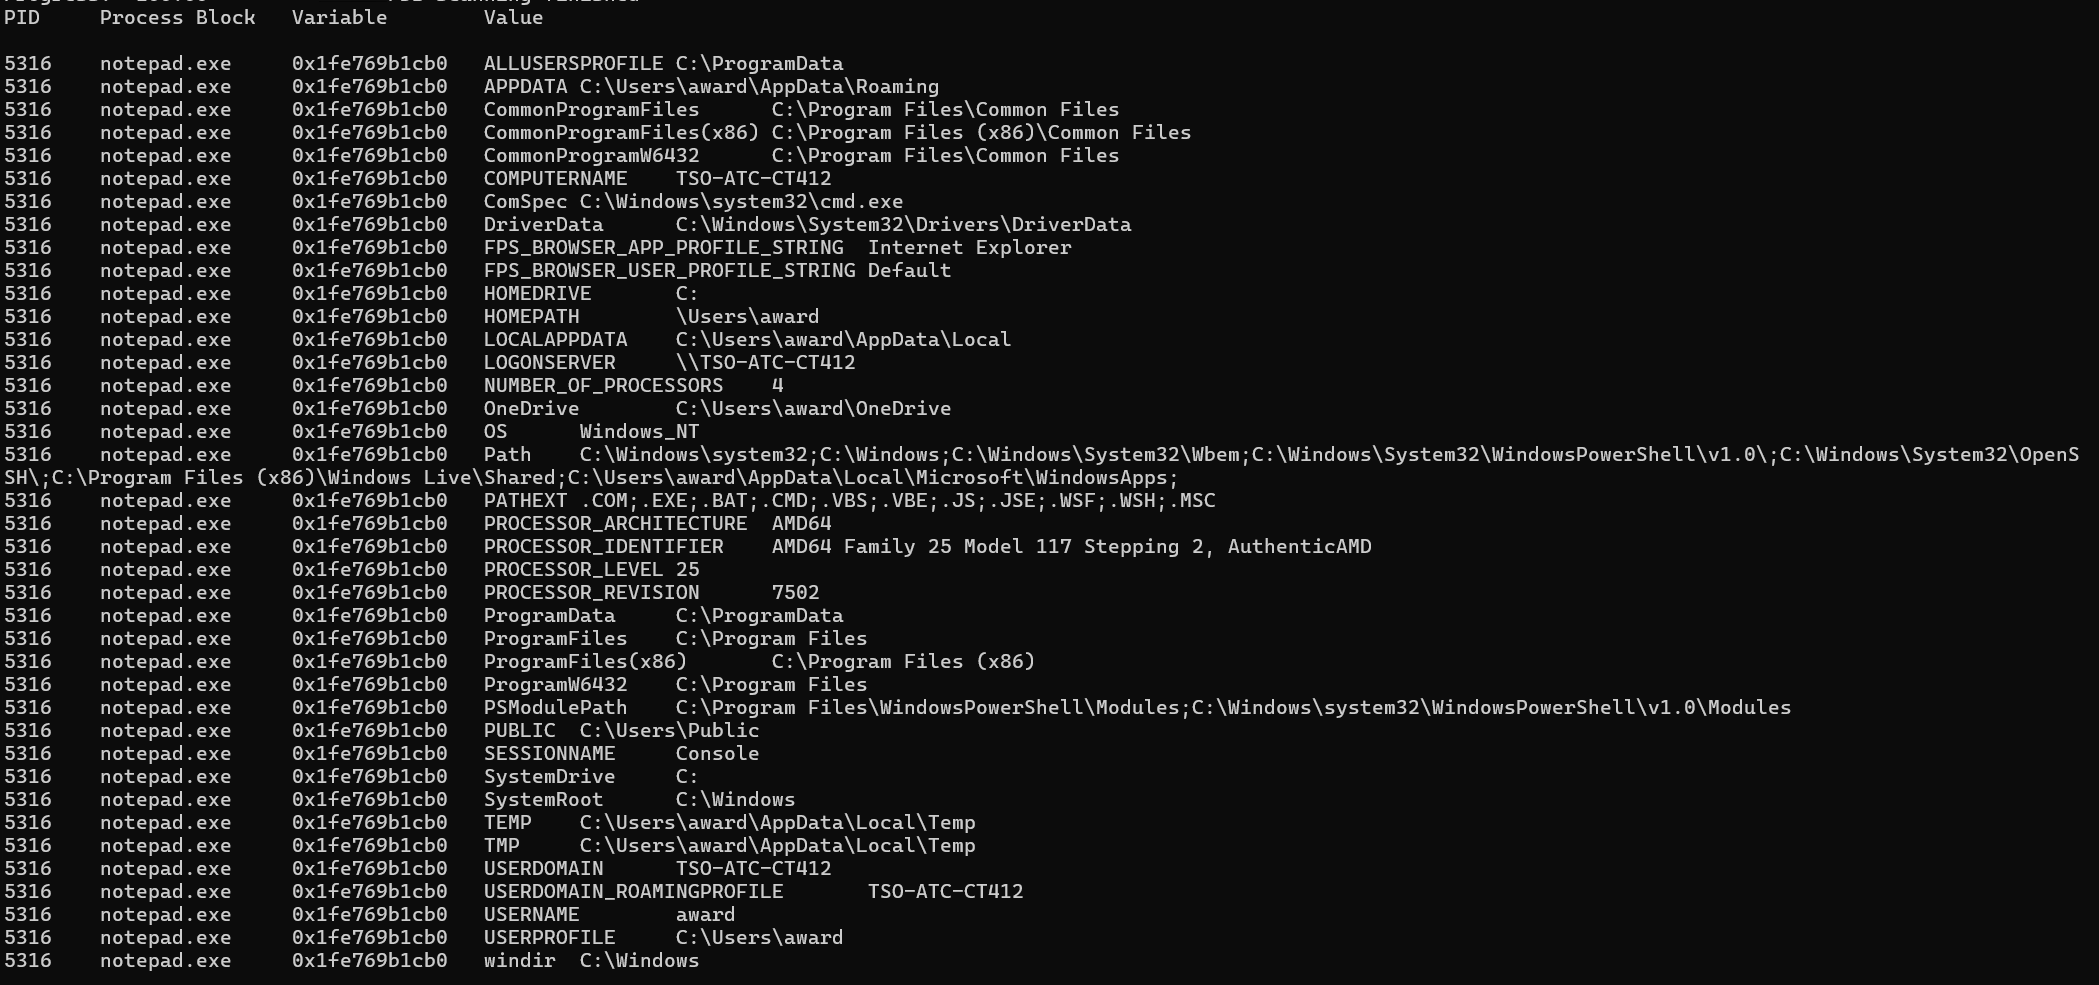 PID Process Block Variable Value
5316 notepad.exe 0x1fe769b1cb0 ALLUSERSPROFILE C:\ProgramData
5316 notepad.exe 0x1fe769b1cb0 APPDATA C:\Users\award\AppData\Roaming
5316 notepad.exe 0x1fe769b1cb0 CommonProgramFiles C:\Program Files\Common Files
5316 notepad.exe 0x1fe769b1cb0 CommonProgramFiles(x86) C:\Program Files (x86)\Common Files
5316 notepad.exe 0x1fe769b1cb0 CommonProgramW6432 C:\Program Files\Common Files
5316 notepad.exe 0x1fe769b1cb0 COMPUTERNAME TSO-ATC-CT412
5316 notepad.exe 0x1fe769b1cb0 ComSpec C:\Windows\system32\cmd.exe
5316 notepad.exe 0x1fe769b1cb0 DriverData C:\Windows\System32\Drivers\DriverData
5316 notepad.exe 0x1fe769b1cb0 FPS_BROWSER_APP_PROFILE_STRING Internet Explorer
5316 notepad.exe 0x1fe769b1cb0 FPS_BROWSER_USER_PROFILE_STRING Default
5316 notepad.exe 0x1fe769b1cb0 HOMEDRIVE C:
5316 notepad.exe 0x1fe769b1cb0 HOMEPATH \Users\award
5316 notepad.exe 0x1fe769b1cb0 LOCALAPPDATA C:\Users\award\AppData\Local
5316 notepad.exe 0x1fe769b1cb0 LOGONSERVER \\TSO-ATC-CT412
5316 notepad.exe 0x1fe769b1cb0 NUMBER_OF_PROCESSORS 4
5316 notepad.exe 0x1fe769b1cb0 OneDrive C:\Users\award\OneDrive
5316 notepad.exe 0x1fe769b1cb0 OS Windows_NT
5316 notepad.exe 0x1fe769b1cb0 Path C:\Windows\system32;C:\Windows;C:\Windows\System32\Wbem;C:\Windows\System32\WindowsPowerShell\v1.0\;C:\Windows\System32\OpenS
SH\;C:\Program Files (x86)\Windows Live\Shared;C:\Users\award\AppData\Local\Microsoft\WindowsApps;
5316 notepad.exe 0x1fe769b1cb0 PATHEXT .COM;.EXE;.BAT;.CMD;.VBS;.VBE;.JS;.JSE;.WSF;.WSH;.MSC
5316 notepad.exe 0x1fe769b1cb0 PROCESSOR_ARCHITECTURE AMD64
5316 notepad.exe 0x1fe769b1cb0 PROCESSOR_IDENTIFIER AMD64 Family 25 Model 117 Stepping 2, AuthenticAMD
5316 notepad.exe 0x1fe769b1cb0 PROCESSOR_LEVEL 25
5316 notepad.exe 0x1fe769b1cb0 PROCESSOR_REVISION 7502
5316 notepad.exe 0x1fe769b1cb0 ProgramData C:\ProgramData
5316 notepad.exe 0x1fe769b1cb0 ProgramFiles C:\Program Files
5316 notepad.exe 0x1fe769b1cb0 ProgramFiles(x86) C:\Program Files (x86)
5316 notepad.exe 0x1fe769b1cb0 ProgramW6432 C:\Program Files
5316 notepad.exe 0x1fe769b1cb0 PSModulePath C:\Program Files\WindowsPowerShell\Modules;C:\Windows\system32\WindowsPowerShell\v1.0\Modules
5316 notepad.exe 0x1fe769b1cb0 PUBLIC C:\Users\Public
5316 notepad.exe 0x1fe769b1cb0 SESSIONNAME Console
5316 notepad.exe 0x1fe769b1cb0 SystemDrive C:
5316 notepad.exe 0x1fe769b1cb0 SystemRoot C:\Windows
5316 notepad.exe 0x1fe769b1cb0 TEMP C:\Users\award\AppData\Local\Temp
5316 notepad.exe 0x1fe769b1cb0 TMP C:\Users\award\AppData\Local\Temp
5316 notepad.exe 0x1fe769b1cb0 USERDOMAIN TSO-ATC-CT412
5316 notepad.exe 0x1fe769b1cb0 USERDOMAIN_ROAMINGPROFILE TSO-ATC-CT412
5316 notepad.exe 0x1fe769b1cb0 USERNAME award
5316 notepad.exe 0x1fe769b1cb0 USERPROFILE C:\Users\award
5316 notepad.exe 0x1fe769b1cb0 windir C:\Windows